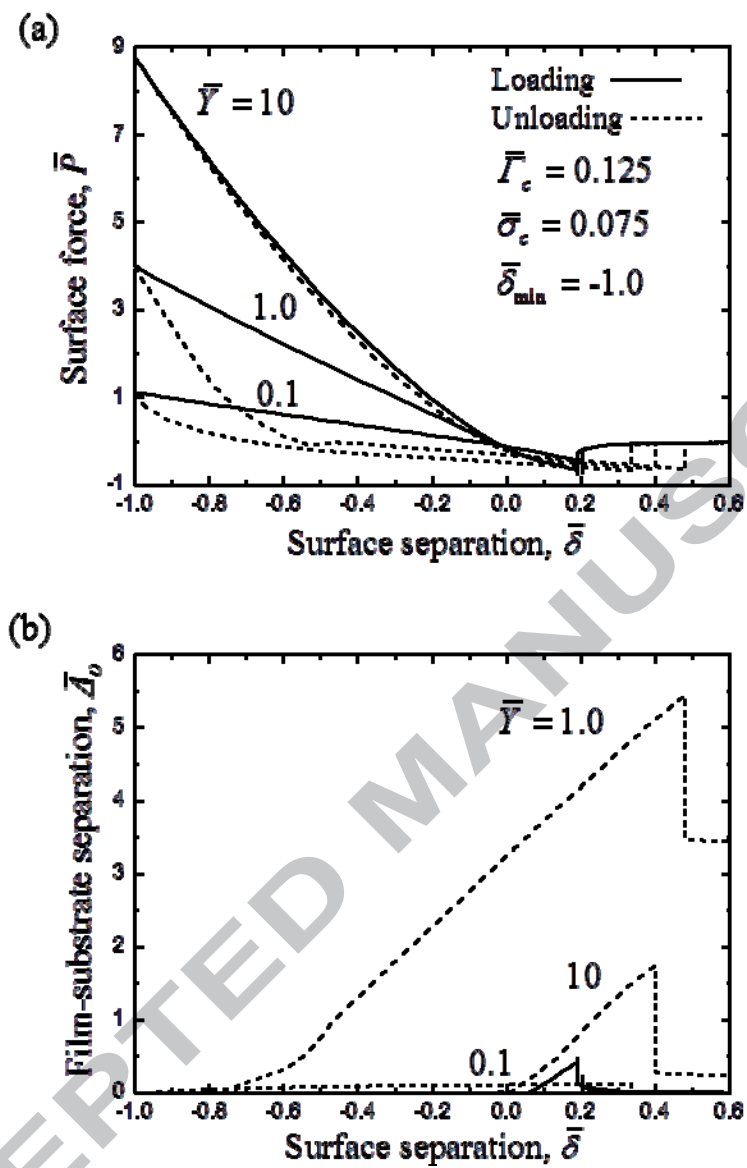 (a)
9
7
5
3
1
-1
Surface force, P̅
Y̅ = 10
1.0
0.1
Loading
Unloading
Γ̅c = 0.125
σ̅c = 0.075
δ̅min = -1.0
-1.0 -0.8 -0.6 -0.4 -0.2 0.0 0.2 0.4 0.6
Surface separation, δ̅
(b)
6
5
4
3
2
1
0
Film-substrate separation, Δ̅o
Y̅ = 1.0
10
0.1
-1.0 -0.8 -0.6 -0.4 -0.2 0.0 0.2 0.4 0.6
Surface separation, δ̅
EPTED MANUSC